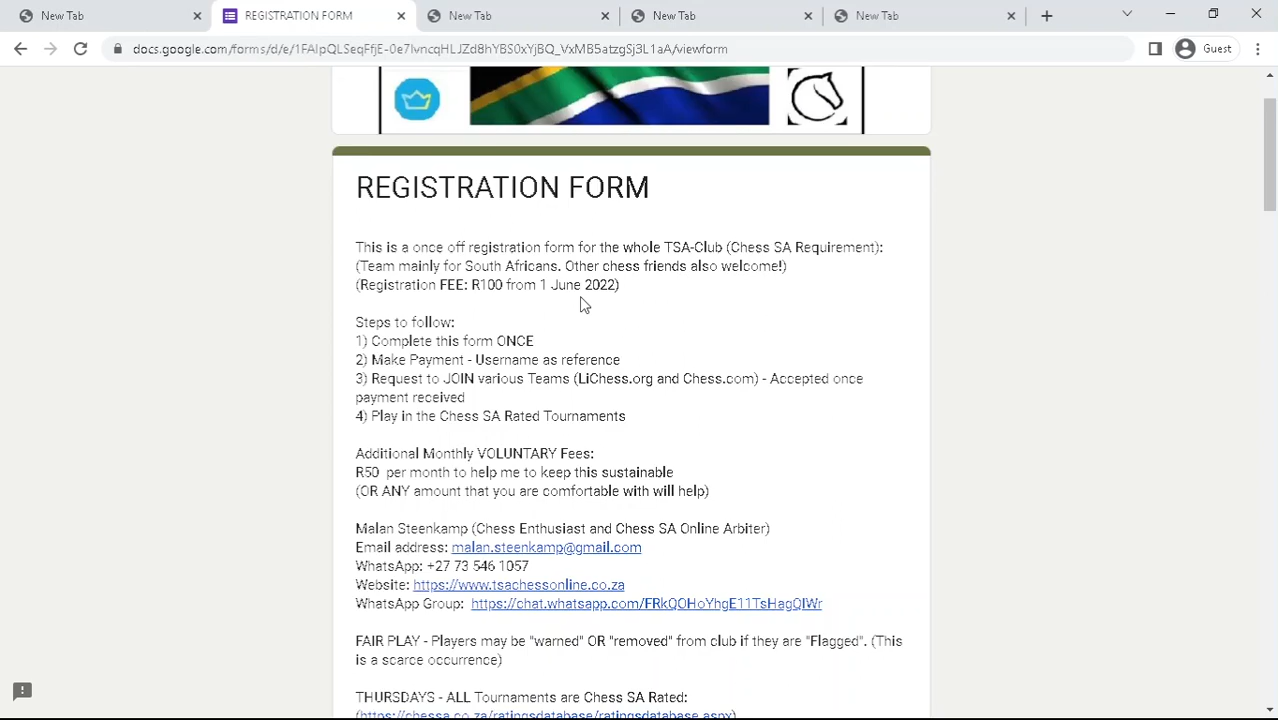 New Tab
REGISTRATION FORM
New Tab
New Tab
New Tab
docs.google.com/forms/d/e/1FAIpQLSeqFfjE-0e7lvncqHLJZd8hYBS0xYjBQ_VxMB5atzgSj3L1aA/viewform
Guest
REGISTRATION FORM
This is a once off registration form for the whole TSA-Club (Chess SA Requirement):
(Team mainly for South Africans. Other chess friends also welcome!)
(Registration FEE: R100 from 1 June 2022)
Steps to follow:
1) Complete this form ONCE
2) Make Payment - Username as reference
3) Request to JOIN various Teams (LiChess.org and Chess.com) - Accepted once
payment received
4) Play in the Chess SA Rated Tournaments
Additional Monthly VOLUNTARY Fees:
R50 per month to help me to keep this sustainable
(OR ANY amount that you are comfortable with will help)
Malan Steenkamp (Chess Enthusiast and Chess SA Online Arbiter)
Email address: malan.steenkamp@gmail.com
WhatsApp: +27 73 546 1057
Website: https://www.tsachessonline.co.za
WhatsApp Group: https://chat.whatsapp.com/FRkQOHoYhgE11TsHagQIWr
FAIR PLAY - Players may be "warned" OR "removed" from club if they are "Flagged". (This
is a scarce occurrence)
THURSDAYS - ALL Tournaments are Chess SA Rated:
(https://chessa.co.za/ratingsdatabase/ratingsdatabase.aspx)